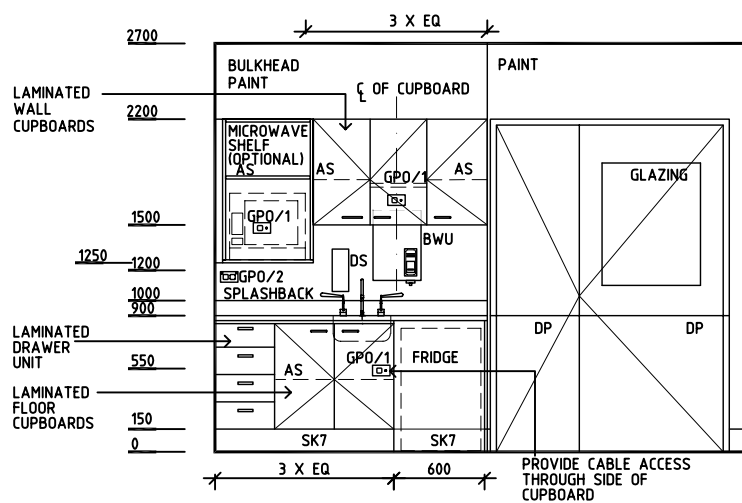 3 X EQ
2700
BULKHEAD
PAINT
PAINT
LAMINATED
WALL
CUPBOARDS
CL OF CUPBOARD
2200
MICROWAVE
SHELF
(OPTIONAL)
AS
AS
GPO/1
AS
GLAZING
GPO/1
1500
BWU
1250
DS
1200
GPO/2
SPLASHBACK
1000
900
LAMINATED
DRAWER
UNIT
DP
DP
550
GPO/1
FRIDGE
AS
LAMINATED
FLOOR
CUPBOARDS
150
SK7
SK7
0
3 X EQ
600
PROVIDE CABLE ACCESS
THROUGH SIDE OF
CUPBOARD